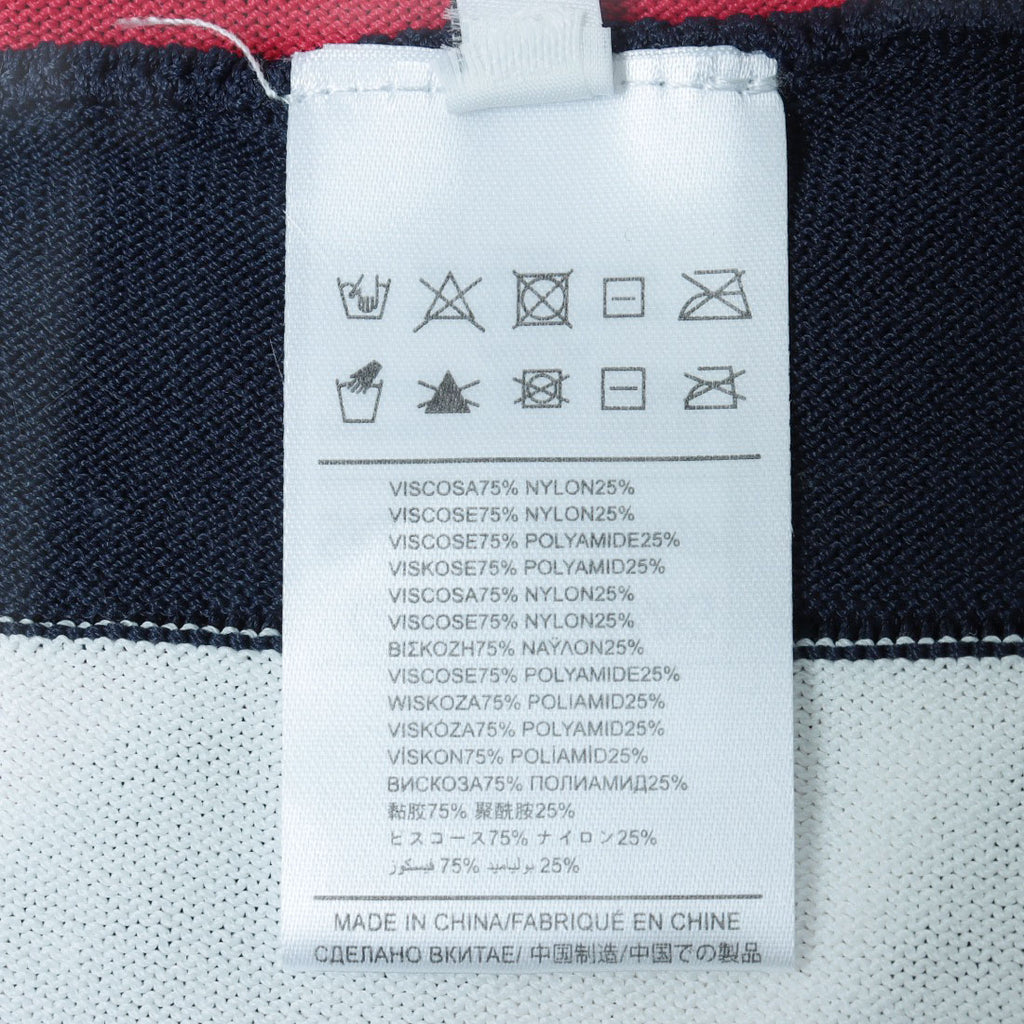 VISCOSA75% NYLON25%
VISCOSE75% NYLON25%
VISCOSE75% POLYAMIDE25%
VISKOSE75% POLYAMID25%
VISCOSA75% NYLON25%
VISCOSE75% NYLON25%
ΒΙΣΚΟΖΗ75% ΝΑΫΛΟΝ25%
VISCOSE75% POLYAMIDE25%
WISKOZA75% POLIAMID25%
VISKÓZA75% POLYAMID25%
VİSKON75% POLİAMİD25%
ВИСКОЗА75% ПОЛИАМИД25%
黏胶75% 聚酰胺25%
ビスコース75% ナイロン25%
فيسكوز 75% بولياميد 25%
MADE IN CHINA/FABRIQUÉ EN CHINE
СДЕЛАНО ВКИТАЕ/ 中国制造/中国での製品